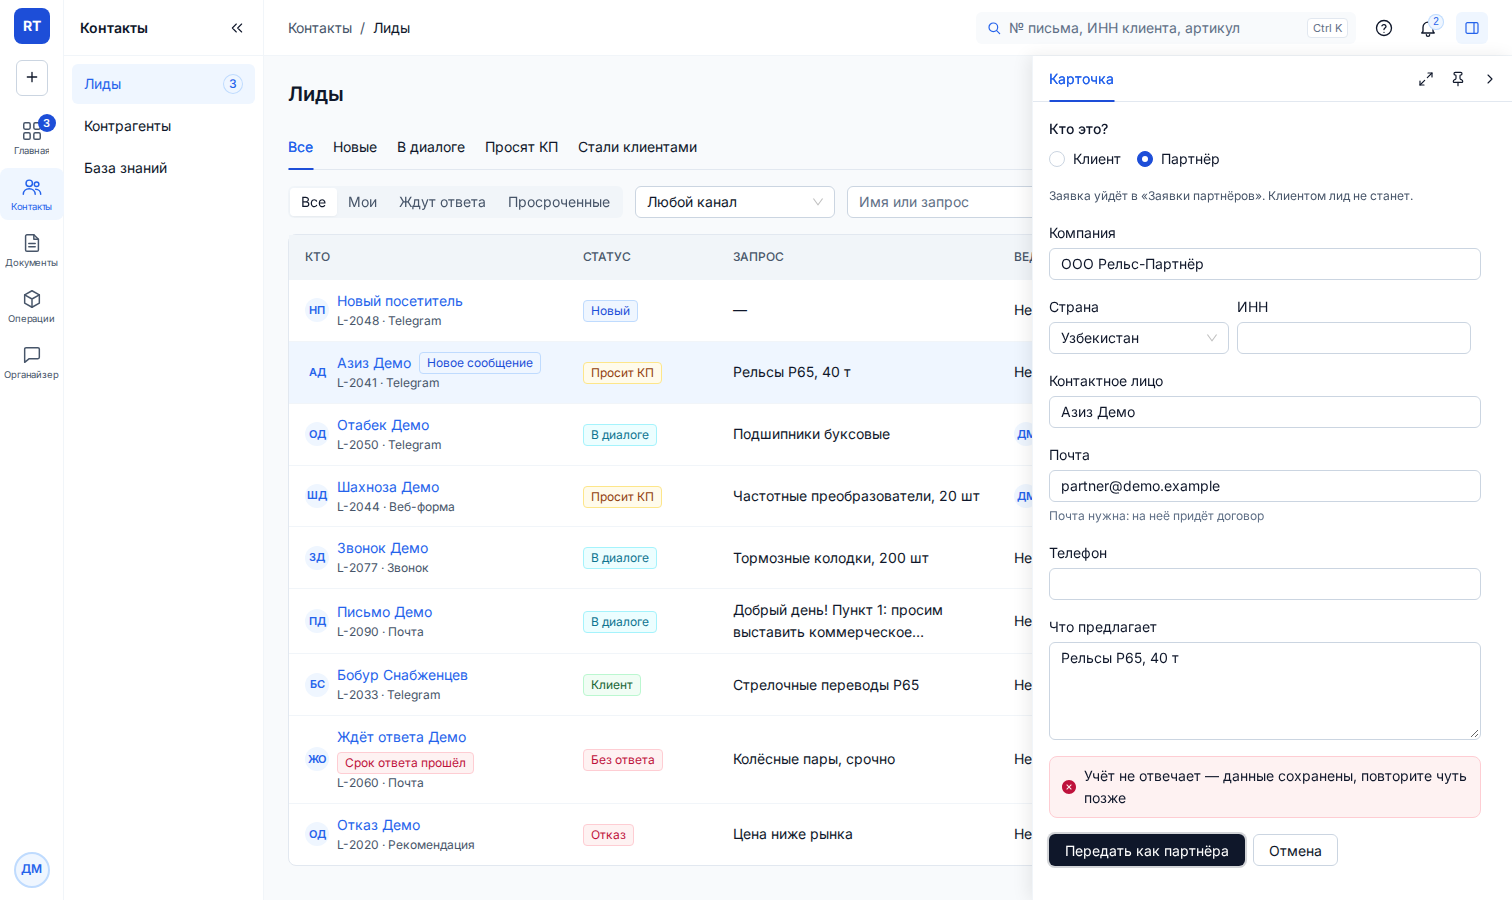 RT
Контакты
Контакты / Лиды
№ письма, ИНН клиента, артикул
Ctrl K
2
3
Главная
Контакты
Документы
Операции
Органайзер
ДМ
Лиды
3
Контрагенты
База знаний
Лиды
Все
Новые
В диалоге
Просят КП
Стали клиентами
Все
Мои
Ждут ответа
Просроченные
Любой канал
Имя или запрос
КТО
СТАТУС
ЗАПРОС
ВЕД
НП
Новый посетитель
L-2048 · Telegram
Новый
—
Не
АД
Азиз Демо
Новое сообщение
L-2041 · Telegram
Просит КП
Рельсы Р65, 40 т
Не
ОД
Отабек Демо
L-2050 · Telegram
В диалоге
Подшипники буксовые
ДМ
ШД
Шахноза Демо
L-2044 · Веб-форма
Просит КП
Частотные преобразователи, 20 шт
ДМ
ЗД
Звонок Демо
L-2077 · Звонок
В диалоге
Тормозные колодки, 200 шт
Не
ПД
Письмо Демо
L-2090 · Почта
В диалоге
Добрый день! Пункт 1: просим
выставить коммерческое...
Не
БС
Бобур Снабженцев
L-2033 · Telegram
Клиент
Стрелочные переводы Р65
Не
ЖО
Ждёт ответа Демо
Срок ответа прошёл
L-2060 · Почта
Без ответа
Колёсные пары, срочно
Не
ОД
Отказ Демо
L-2020 · Рекомендация
Отказ
Цена ниже рынка
Не
Карточка
Кто это?
Клиент
Партнёр
Заявка уйдёт в «Заявки партнёров». Клиентом лид не станет.
Компания
ООО Рельс-Партнёр
Страна
ИНН
Узбекистан
Контактное лицо
Азиз Демо
Почта
partner@demo.example
Почта нужна: на неё придёт договор
Телефон
Что предлагает
Рельсы Р65, 40 т
Учёт не отвечает — данные сохранены, повторите чуть
позже
Передать как партнёра
Отмена